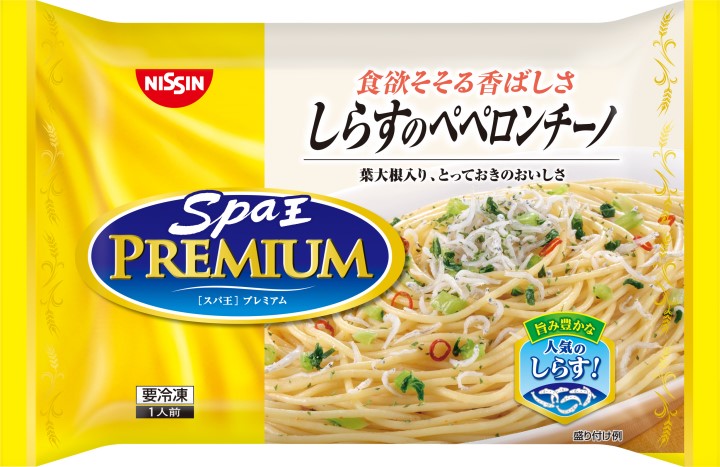 NISSIN
食欲そそる香ばしさ
しらすのペペロンチーノ
葉大根入り、とっておきのおいしさ
Spa王
PREMIUM
[スパ王] プレミアム
旨み豊かな
人気の
しらす!
要冷凍
1人前
盛り付け例